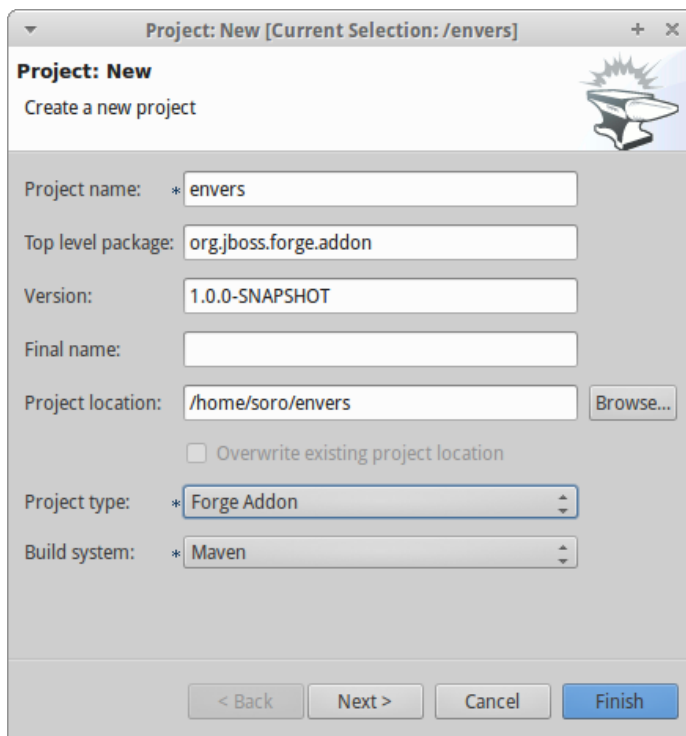 Project: New [Current Selection: /envers]
Project: New
Create a new project
Project name: * envers
Top level package: org.jboss.forge.addon
Version: 1.0.0-SNAPSHOT
Final name:
Project location: /home/soro/envers Browse...
Overwrite existing project location
Project type: * Forge Addon
Build system: * Maven
< Back Next > Cancel Finish